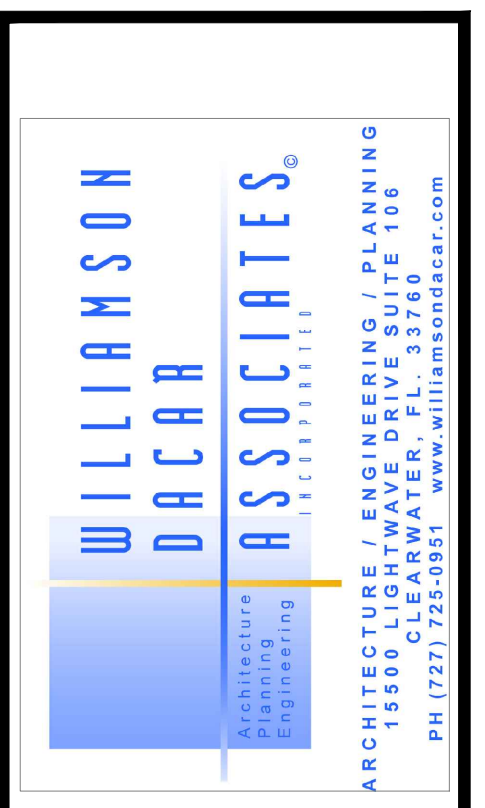 WILLIAMSON
DACAR
ASSOCIATES©
INCORPORATED
Architecture
Planning
Engineering
ARCHITECTURE / ENGINEERING / PLANNING
15500 LIGHTWAVE DRIVE SUITE 106
CLEARWATER, FL. 33760
PH (727) 725-0951 www.williamsondacar.com